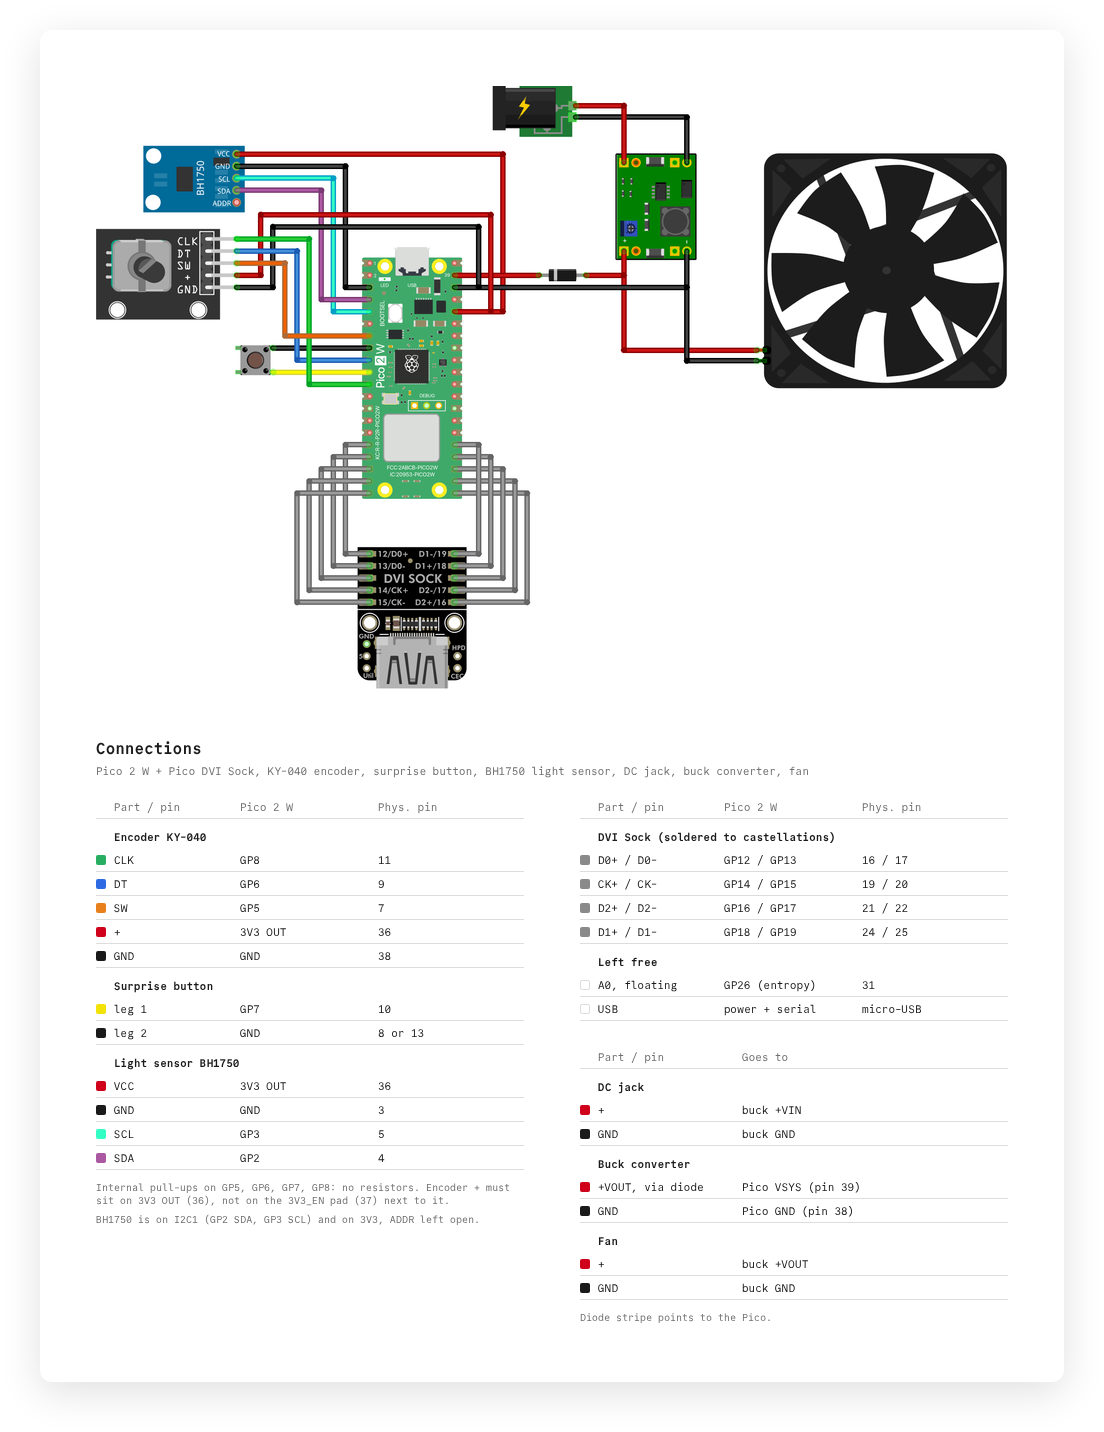 VCC
GND
SCL
SDA
ADDR
BH1750
CLK
DT
SW
+
GND
LED
USB
BOOTSEL
Pico 2 W
DEBUG
FCC:2ABCB-PICO2W
IC:20953-PICO2W
12/D0+ D1-/19
13/D0- D1+/18
DVI SOCK
14/CK+ D2-/17
15/CK- D2+/16
GND
HPD
5
Util
CEC
Connections
Pico 2 W + Pico DVI Sock, KY-040 encoder, surprise button, BH1750 light sensor, DC jack, buck converter, fan
Part / pin Pico 2 W Phys. pin
Encoder KY-040
CLK GP8 11
DT GP6 9
SW GP5 7
+ 3V3 OUT 36
GND GND 38
Surprise button
leg 1 GP7 10
leg 2 GND 8 or 13
Light sensor BH1750
VCC 3V3 OUT 36
GND GND 3
SCL GP3 5
SDA GP2 4
Internal pull-ups on GP5, GP6, GP7, GP8: no resistors. Encoder + must
sit on 3V3 OUT (36), not on the 3V3_EN pad (37) next to it.
BH1750 is on I2C1 (GP2 SDA, GP3 SCL) and on 3V3, ADDR left open.
Part / pin Pico 2 W Phys. pin
DVI Sock (soldered to castellations)
D0+ / D0- GP12 / GP13 16 / 17
CK+ / CK- GP14 / GP15 19 / 20
D2+ / D2- GP16 / GP17 21 / 22
D1+ / D1- GP18 / GP19 24 / 25
Left free
A0, floating GP26 (entropy) 31
USB power + serial micro-USB
Part / pin Goes to
DC jack
+ buck +VIN
GND buck GND
Buck converter
+VOUT, via diode Pico VSYS (pin 39)
GND Pico GND (pin 38)
Fan
+ buck +VOUT
GND buck GND
Diode stripe points to the Pico.